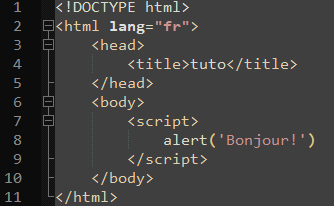 1 <!DOCTYPE html>
2 <html lang="fr">
3 <head>
4 <title>tuto</title>
5 </head>
6 <body>
7 <script>
8 alert('Bonjour!')
9 </script>
10 </body>
11 </html>